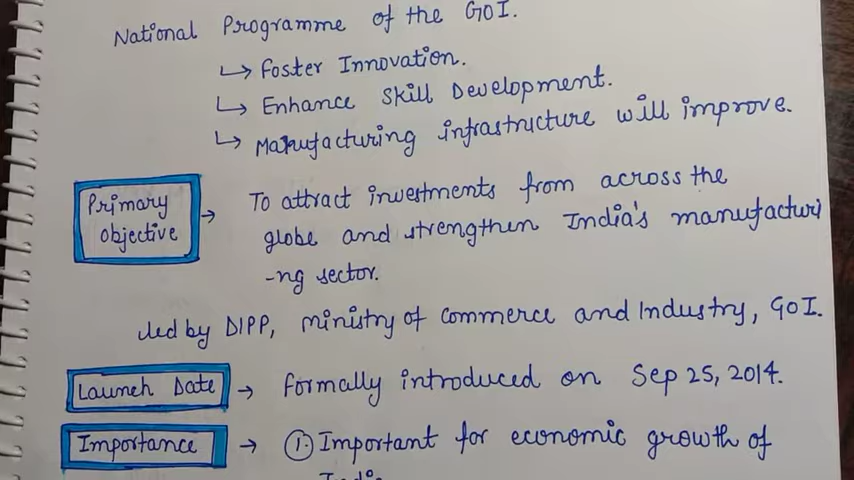 National Programme of the GOI.
↳ Foster Innovation.
↳ Enhance Skill Development.
↳ Manufacturing infrastructure will improve.
Primary Objective → To attract investments from across the
globe and strengthen India's manufacturi
-ng sector.
Led by DIPP, ministry of commerce and Industry, GOI.
Launch Date → formally introduced on Sep 25, 2014.
Importance → ① Important for economic growth of